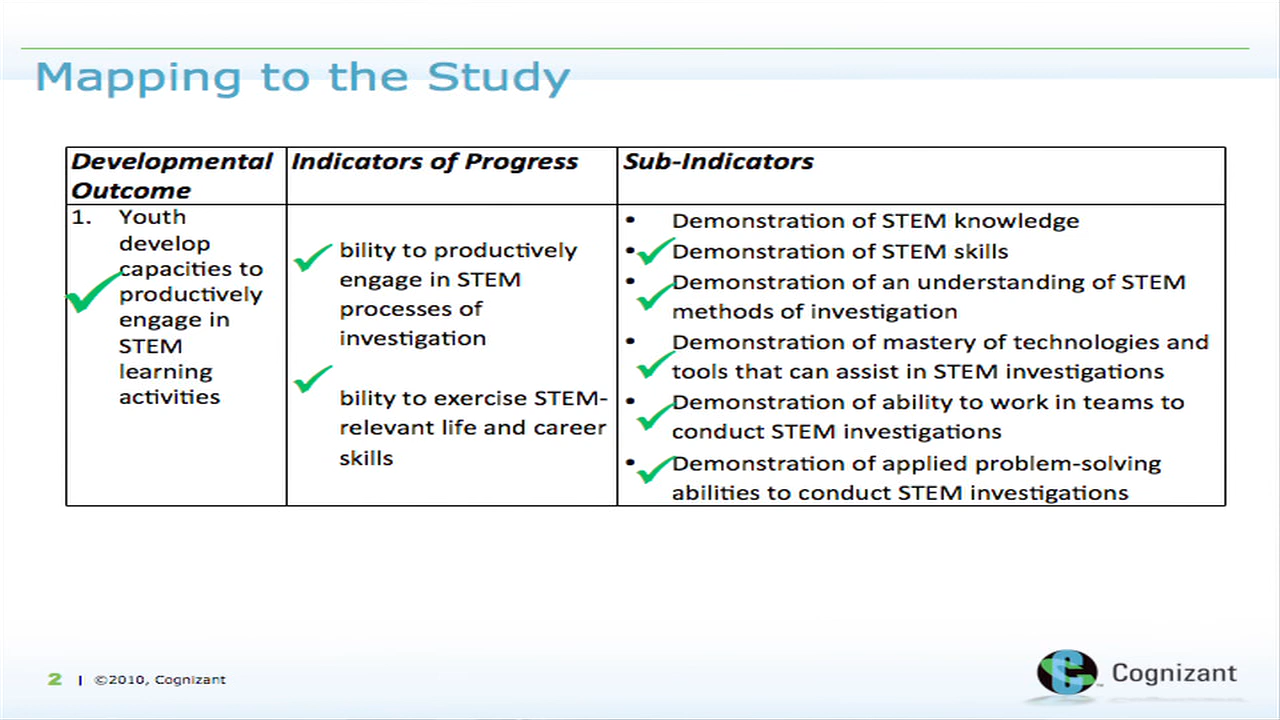 Mapping to the Study
Developmental
Outcome
Indicators of Progress
Sub-Indicators
1. Youth
develop
capacities to
productively
engage in
STEM
learning
activities
bility to productively
engage in STEM
processes of
investigation
bility to exercise STEM-
relevant life and career
skills
• Demonstration of STEM knowledge
• Demonstration of STEM skills
• Demonstration of an understanding of STEM
methods of investigation
• Demonstration of mastery of technologies and
tools that can assist in STEM investigations
• Demonstration of ability to work in teams to
conduct STEM investigations
• Demonstration of applied problem-solving
abilities to conduct STEM investigations
2 | ©2010, Cognizant
Cognizant